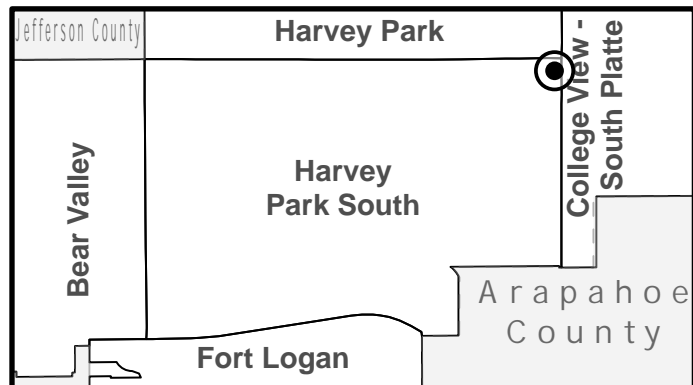 Jefferson County
Harvey Park
College View -
South Platte
Harvey
Park South
Bear Valley
Arapahoe
County
Fort Logan